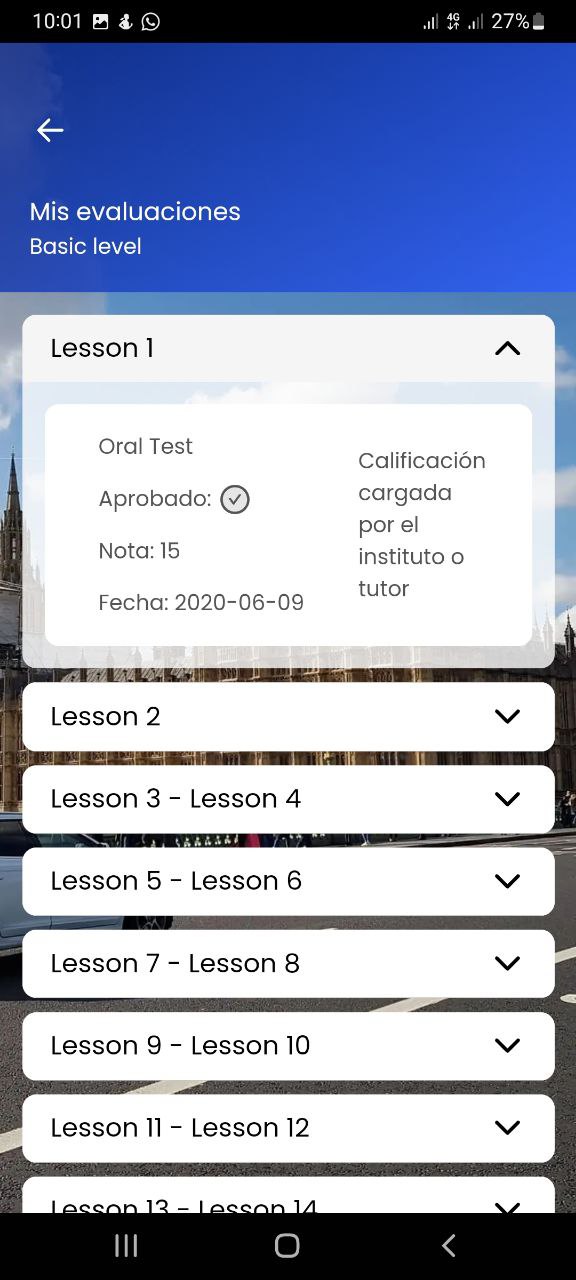 10:01 4G 27%
Mis evaluaciones
Basic level
Lesson 1
Oral Test
Aprobado:
Nota: 15
Fecha: 2020-06-09
Calificación
cargada
por el
instituto o
tutor
Lesson 2
Lesson 3 - Lesson 4
Lesson 5 - Lesson 6
Lesson 7 - Lesson 8
Lesson 9 - Lesson 10
Lesson 11 - Lesson 12
Lesson 13 - Lesson 14